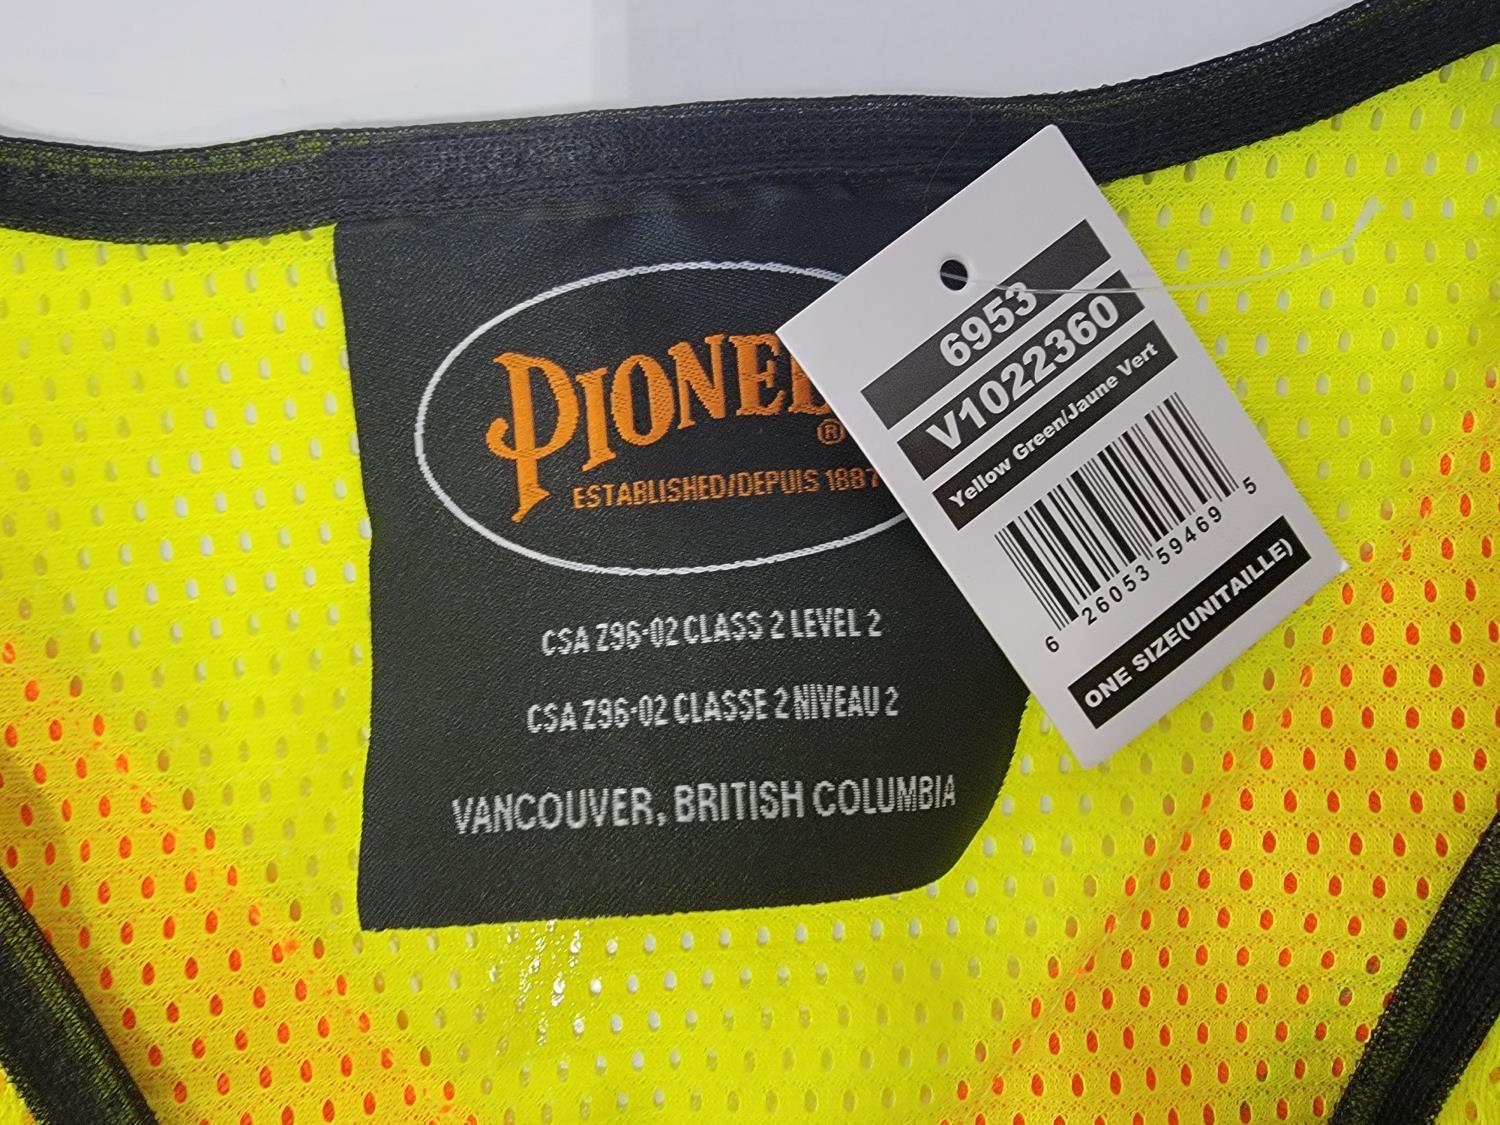 PIONEE
®
ESTABLISHED/DEPUIS 1887
CSA Z96-02 CLASS 2 LEVEL 2
CSA Z96-02 CLASSE 2 NIVEAU 2
VANCOUVER, BRITISH COLUMBIA
6953
V1022360
Yellow Green/Jaune Vert
6 26053 59469 5
ONE SIZE(UNITAILLE)